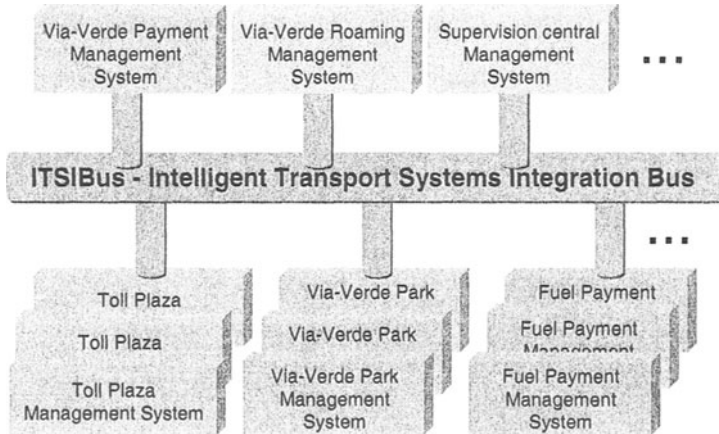 Via-Verde Payment
Management
System
Via-Verde Roaming
Management
System
Supervision central
Management
System
...
ITSIBus - Intelligent Transport Systems Integration Bus
...
Toll Plaza
Via-Verde Park
Fuel Payment
Toll Plaza
Via-Verde Park
Fuel Payment
Management
Toll Plaza
Management System
Via-Verde Park
Management
System
Fuel Payment
Management
System